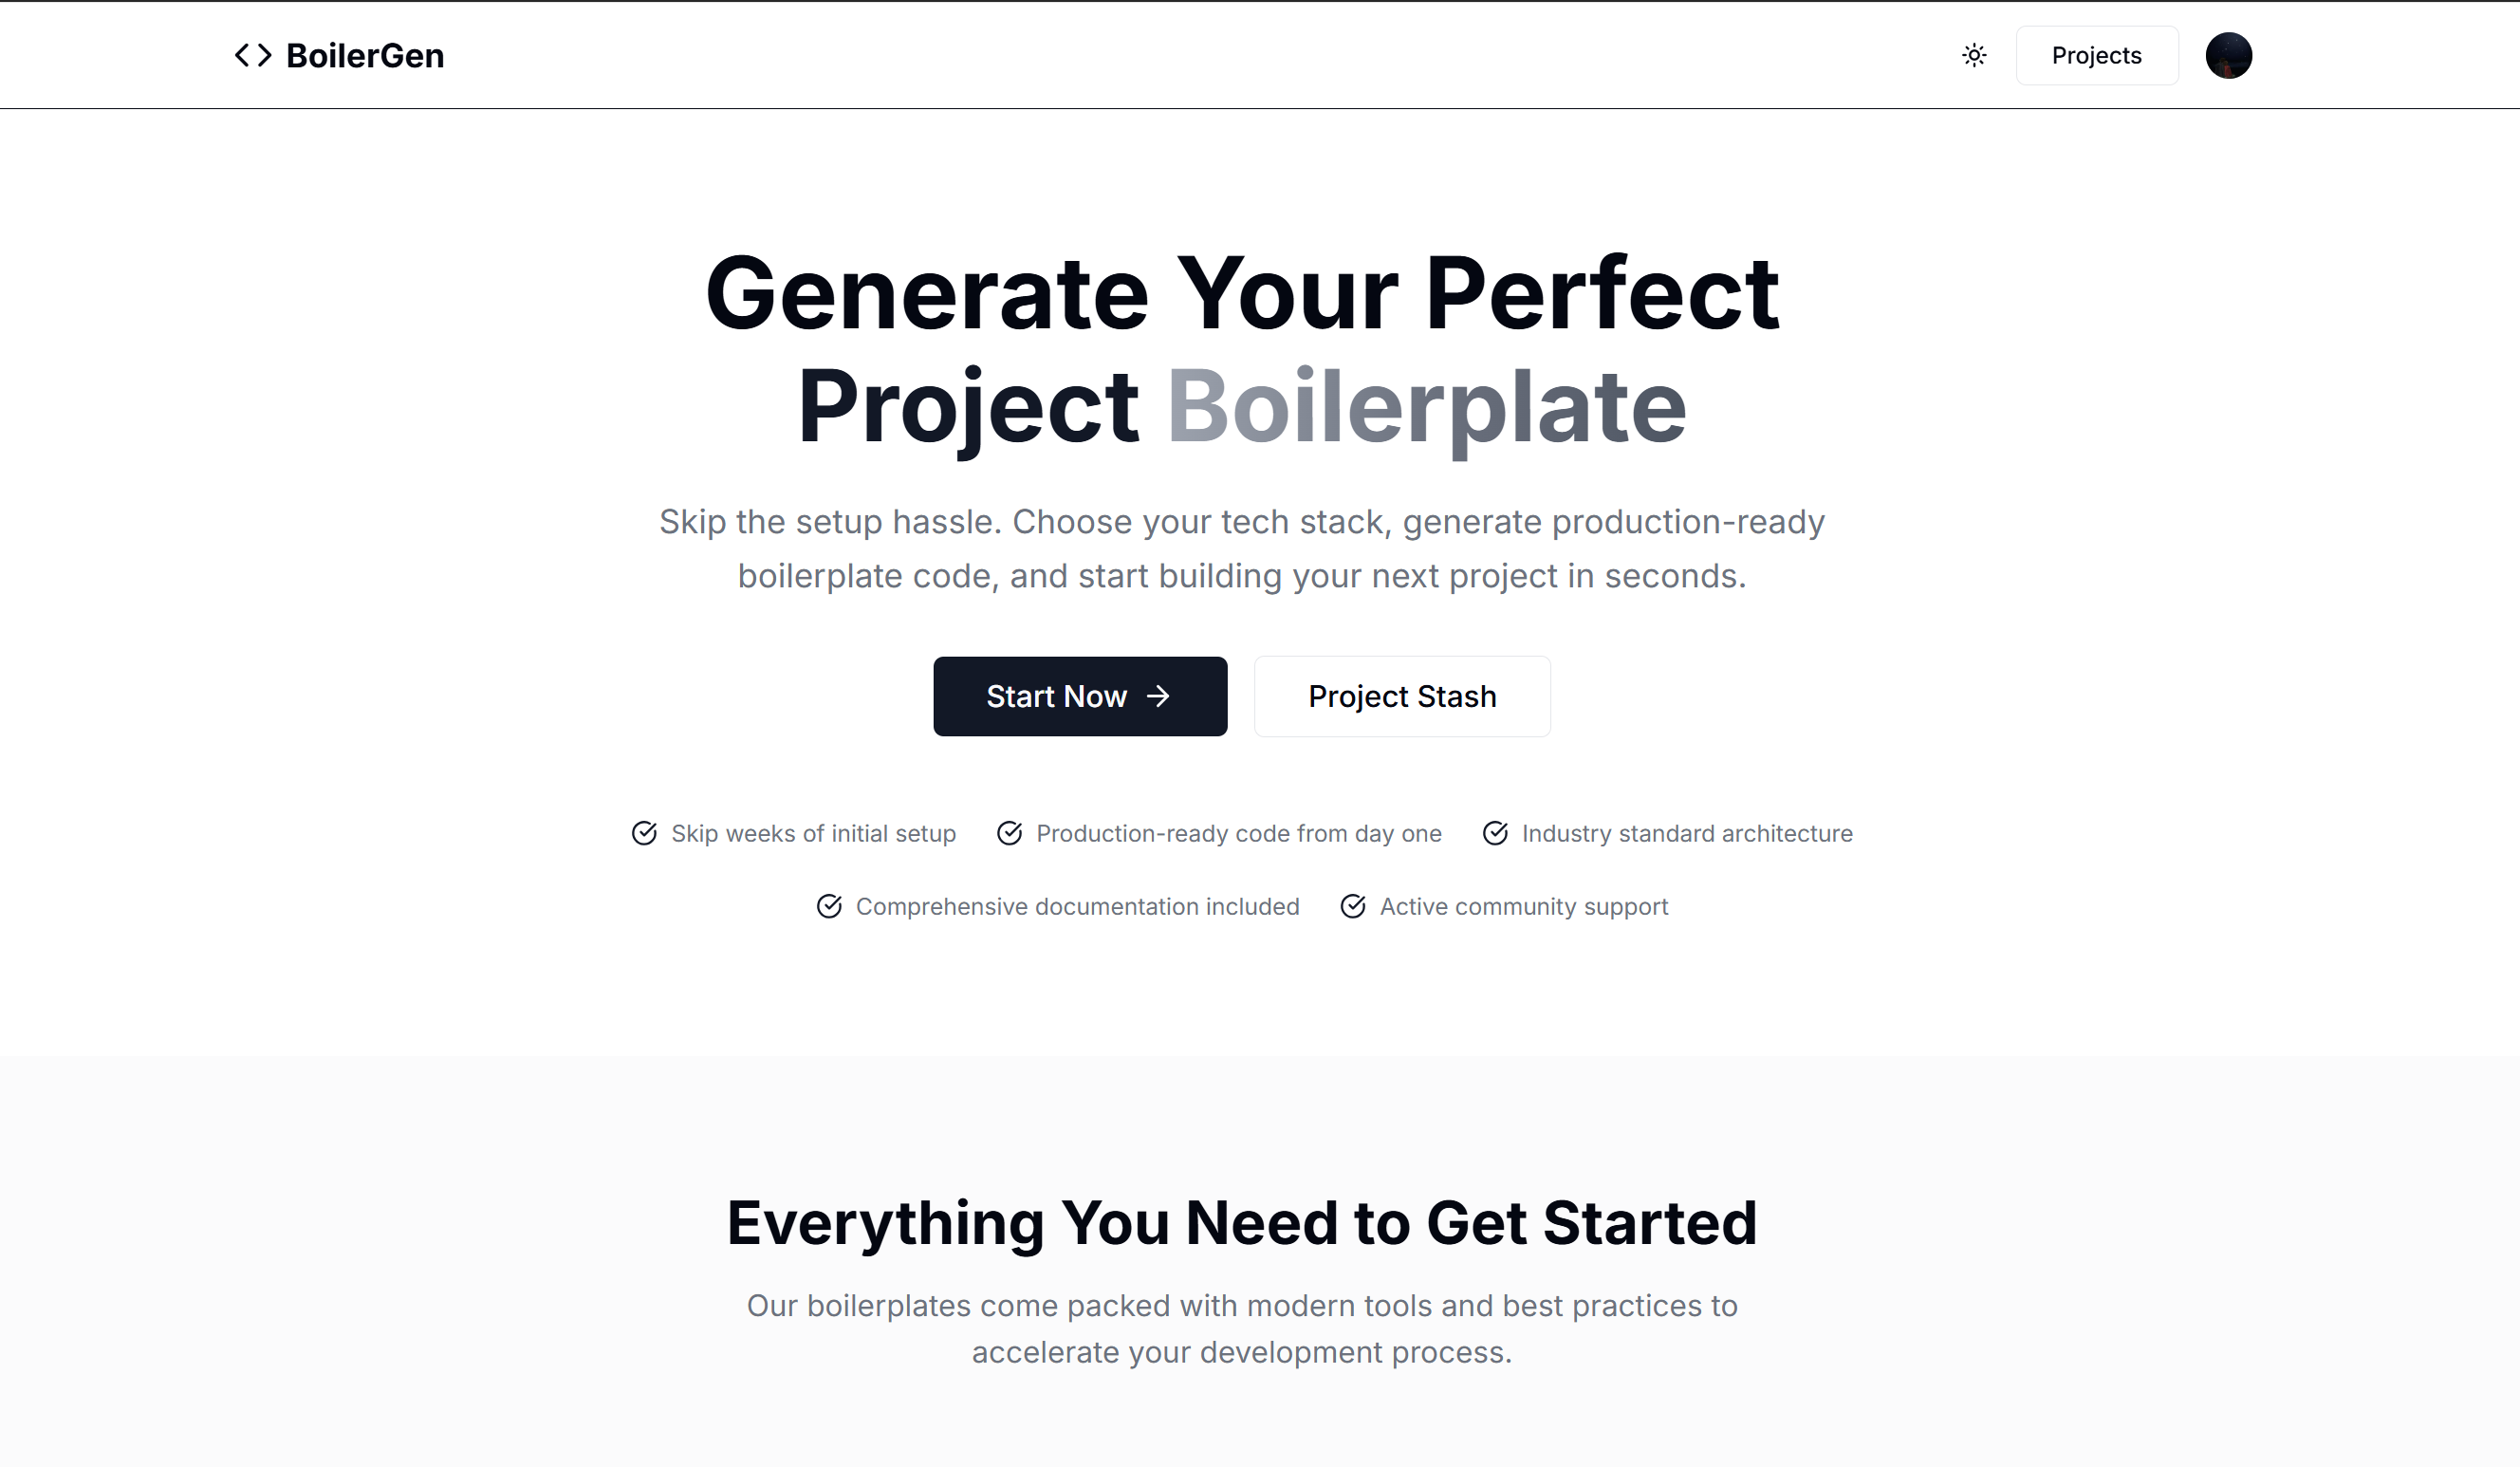 BoilerGen
Projects
Generate Your Perfect
Project Boilerplate
Skip the setup hassle. Choose your tech stack, generate production-ready
boilerplate code, and start building your next project in seconds.
Start Now
Project Stash
Skip weeks of initial setup
Production-ready code from day one
Industry standard architecture
Comprehensive documentation included
Active community support
Everything You Need to Get Started
Our boilerplates come packed with modern tools and best practices to
accelerate your development process.